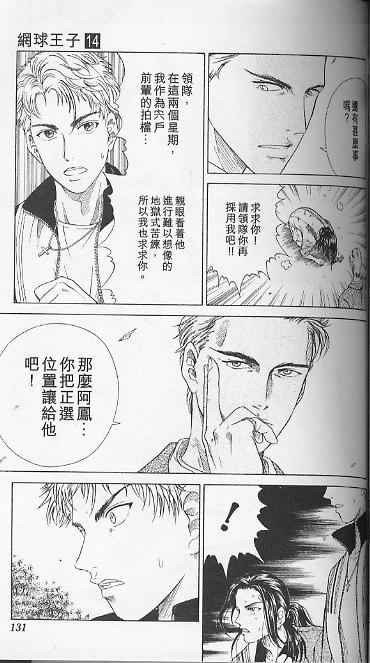 網球王子 14
還有甚麼事
嗎？
求求你！
請領隊你再
採用我吧！！
領隊，
在這兩個星期，
我作為宍戶
前輩的拍檔…
親眼看着他
進行難以想像的
地獄式苦練。
所以我也求求你。
那麼阿鳳…
你把正選
位置讓給他
吧！
！
131